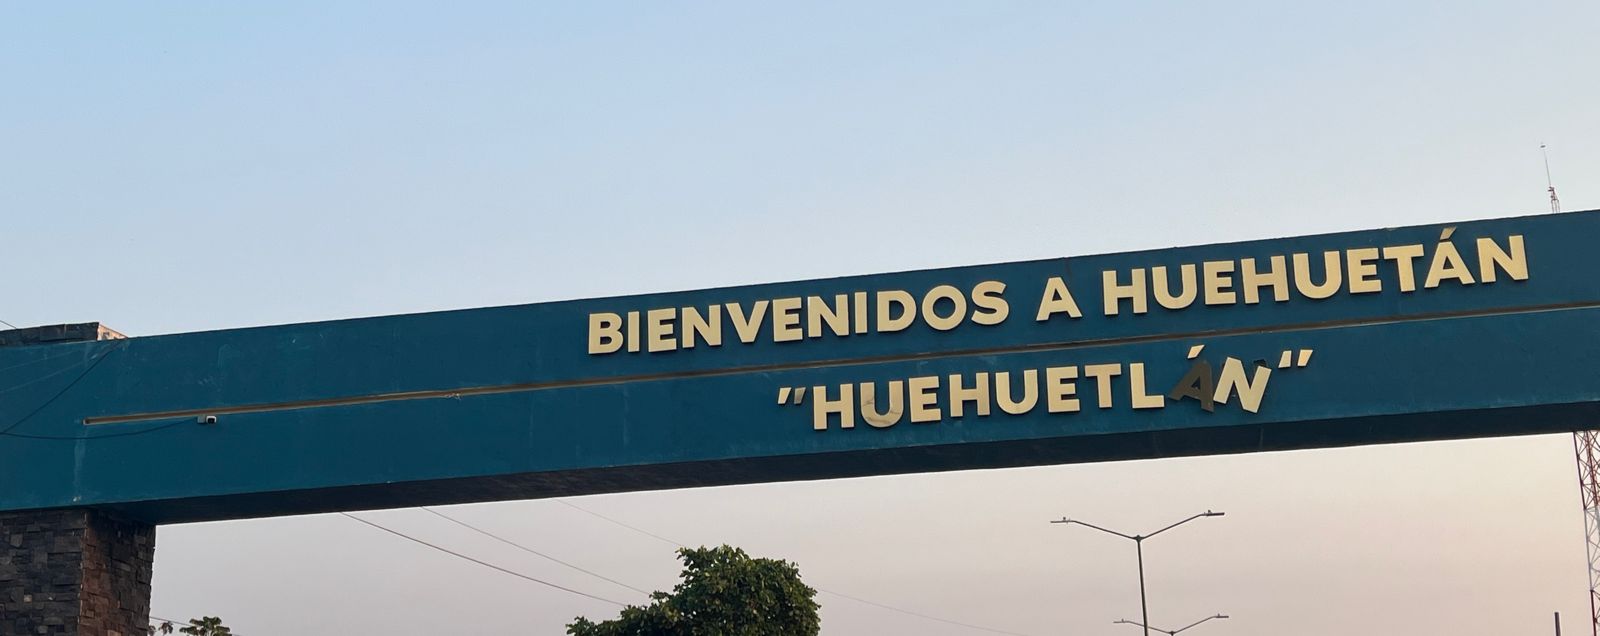 BIENVENIDOS A HUEHUETÁN
"HUEHUETLÁN"